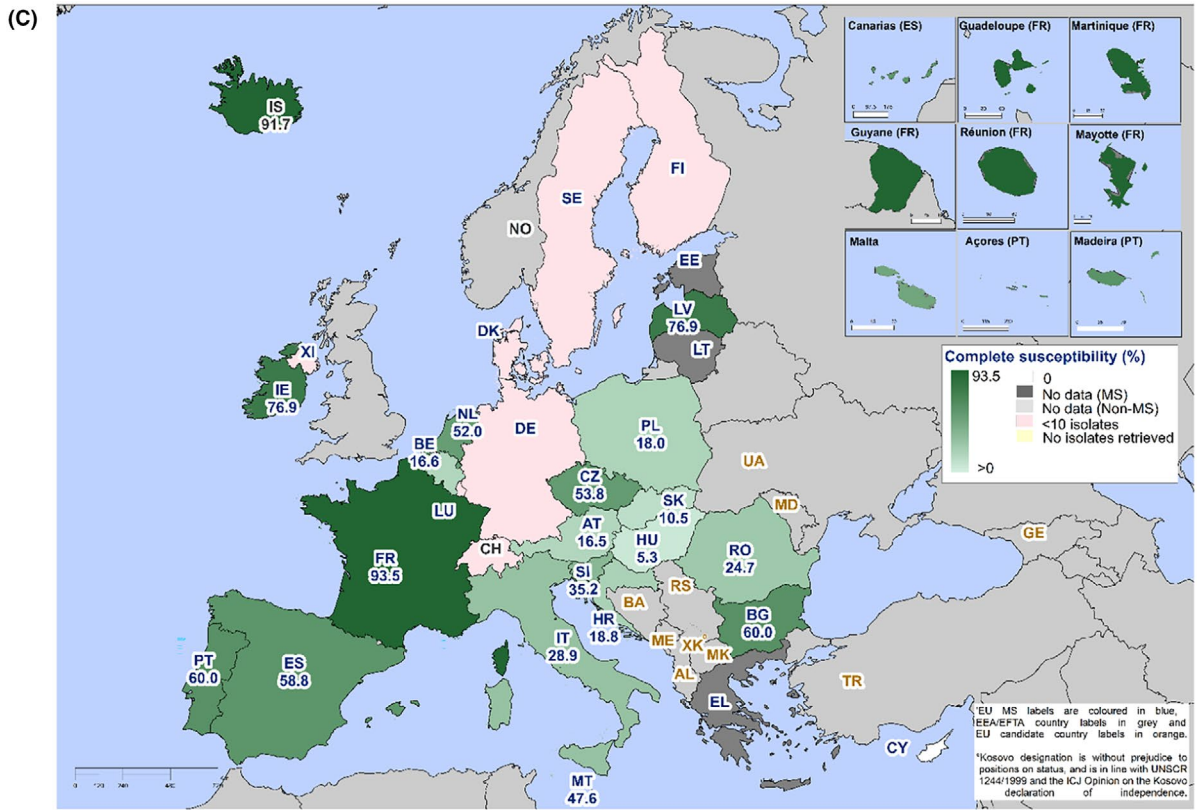 (C)
Canarias (ES)
Guadeloupe (FR)
Martinique (FR)
Guyane (FR)
Réunion (FR)
Mayotte (FR)
Malta
Açores (PT)
Madeira (PT)
IS
91.7
FI
SE
NO
EE
LV
76.9
DK
LT
XI
IE
76.9
NL
52.0
DE
PL
18.0
BE
16.6
UA
CZ
53.8
LU
SK
10.5
MD
AT
16.5
CH
HU
5.3
GE
FR
93.5
RO
24.7
SI
35.2
RS
BA
HR
18.8
BG
60.0
IT
28.9
ME
XK
MK
AL
PT
60.0
ES
58.8
TR
EL
CY
MT
47.6
Complete susceptibility (%)
93.5
>0
0
No data (MS)
No data (Non-MS)
<10 isolates
No isolates retrieved
EU MS labels are coloured in blue,
EEA/EFTA country labels in grey and
EU candidate country labels in orange.
Kosovo designation is without prejudice to
positions on status, and is in line with UNSCR
1244/1999 and the ICJ Opinion on the Kosovo
declaration of independence.